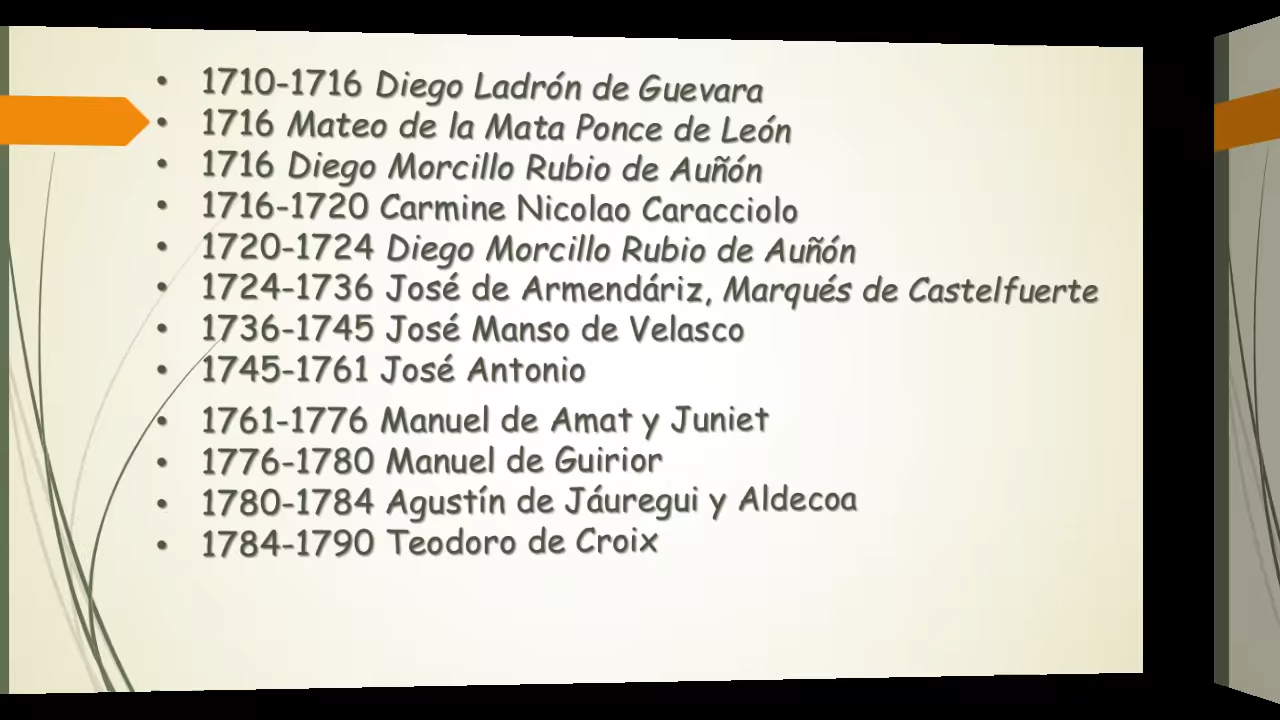 • 1710-1716 Diego Ladrón de Guevara
• 1716 Mateo de la Mata Ponce de León
• 1716 Diego Morcillo Rubio de Auñón
• 1716-1720 Carmine Nicolao Caracciolo
• 1720-1724 Diego Morcillo Rubio de Auñón
• 1724-1736 José de Armendáriz, Marqués de Castelfuerte
• 1736-1745 José Manso de Velasco
• 1745-1761 José Antonio
• 1761-1776 Manuel de Amat y Juniet
• 1776-1780 Manuel de Guirior
• 1780-1784 Agustín de Jáuregui y Aldecoa
• 1784-1790 Teodoro de Croix